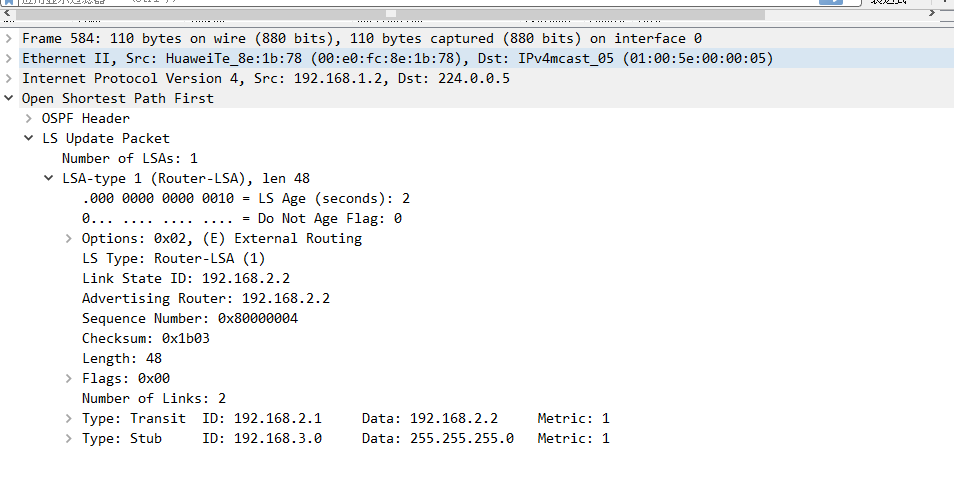 Frame 584: 110 bytes on wire (880 bits), 110 bytes captured (880 bits) on interface 0
Ethernet II, Src: HuaweiTe_8e:1b:78 (00:e0:fc:8e:1b:78), Dst: IPv4mcast_05 (01:00:5e:00:00:05)
Internet Protocol Version 4, Src: 192.168.1.2, Dst: 224.0.0.5
Open Shortest Path First
OSPF Header
LS Update Packet
Number of LSAs: 1
LSA-type 1 (Router-LSA), len 48
.000 0000 0000 0010 = LS Age (seconds): 2
0... .... .... .... = Do Not Age Flag: 0
Options: 0x02, (E) External Routing
LS Type: Router-LSA (1)
Link State ID: 192.168.2.2
Advertising Router: 192.168.2.2
Sequence Number: 0x80000004
Checksum: 0x1b03
Length: 48
Flags: 0x00
Number of Links: 2
Type: Transit ID: 192.168.2.1 Data: 192.168.2.2 Metric: 1
Type: Stub ID: 192.168.3.0 Data: 255.255.255.0 Metric: 1